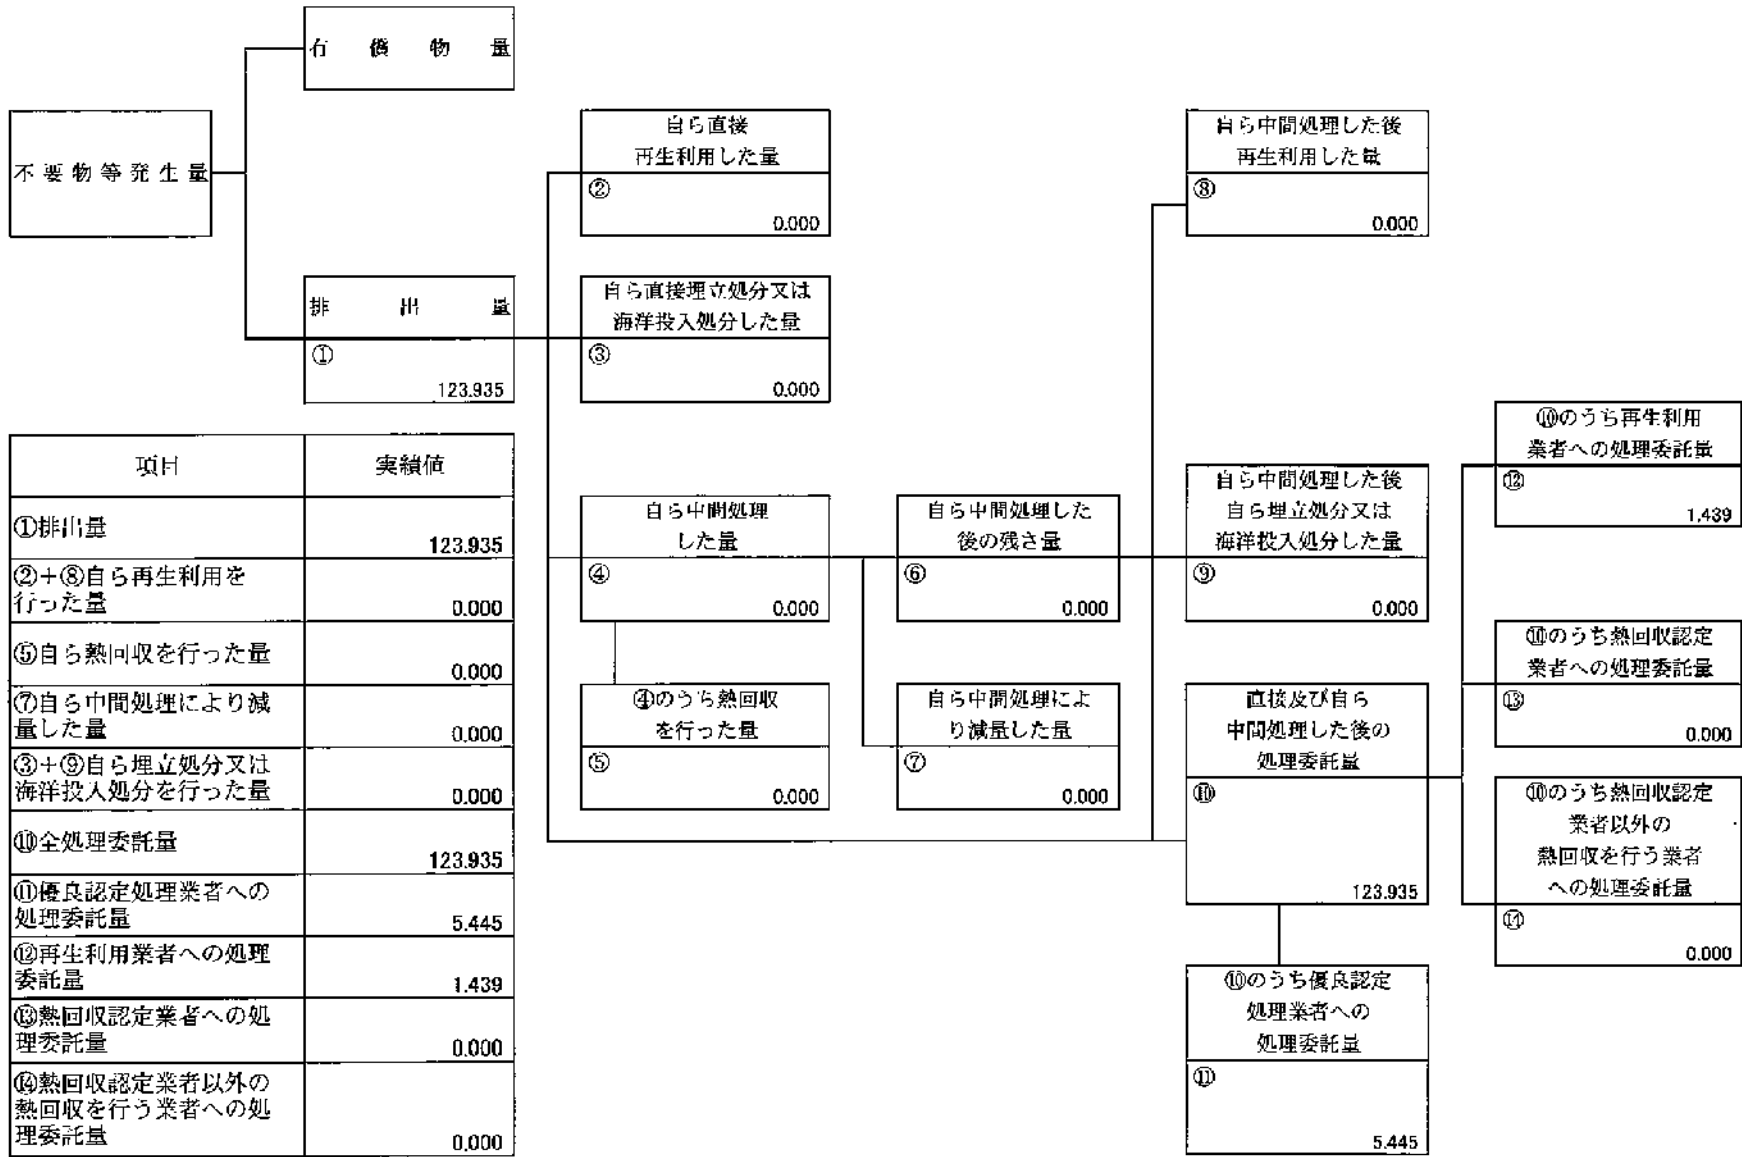 有償物量
不要物等発生量
排出量
①
123.935
自ら直接
再生利用した量
②
0.000
自ら直接埋立処分又は
海洋投入処分した量
③
0.000
自ら中間処理した後
再生利用した量
⑧
0.000
自ら中間処理
した量
④
0.000
④のうち熱回収
を行った量
⑤
0.000
自ら中間処理した
後の残さ量
⑥
0.000
自ら中間処理によ
り減量した量
⑦
0.000
自ら中間処理した後
自ら埋立処分又は
海洋投入処分した量
⑨
0.000
直接及び自ら
中間処理した後の
処理委託量
⑩
123.935
⑩のうち優良認定
処理業者への
処理委託量
⑪
5.445
⑩のうち再生利用
業者への処理委託量
⑫
1.439
⑩のうち熱回収認定
業者への処理委託量
⑬
0.000
⑩のうち熱回収認定
業者以外の
熱回収を行う業者
への処理委託量
⑭
0.000
項目 実績値
①排出量
123.935
②+⑧自ら再生利用を
行った量 0.000
⑤自ら熱回収を行った量
0.000
⑦自ら中間処理により減
量した量 0.000
③+⑨自ら埋立処分又は
海洋投入処分を行った量 0.000
⑩全処理委託量
123.935
⑪優良認定処理業者への
処理委託量 5.445
⑫再生利用業者への処理
委託量 1.439
⑬熱回収認定業者への処
理委託量 0.000
⑭熱回収認定業者以外の
熱回収を行う業者への処
理委託量 0.000